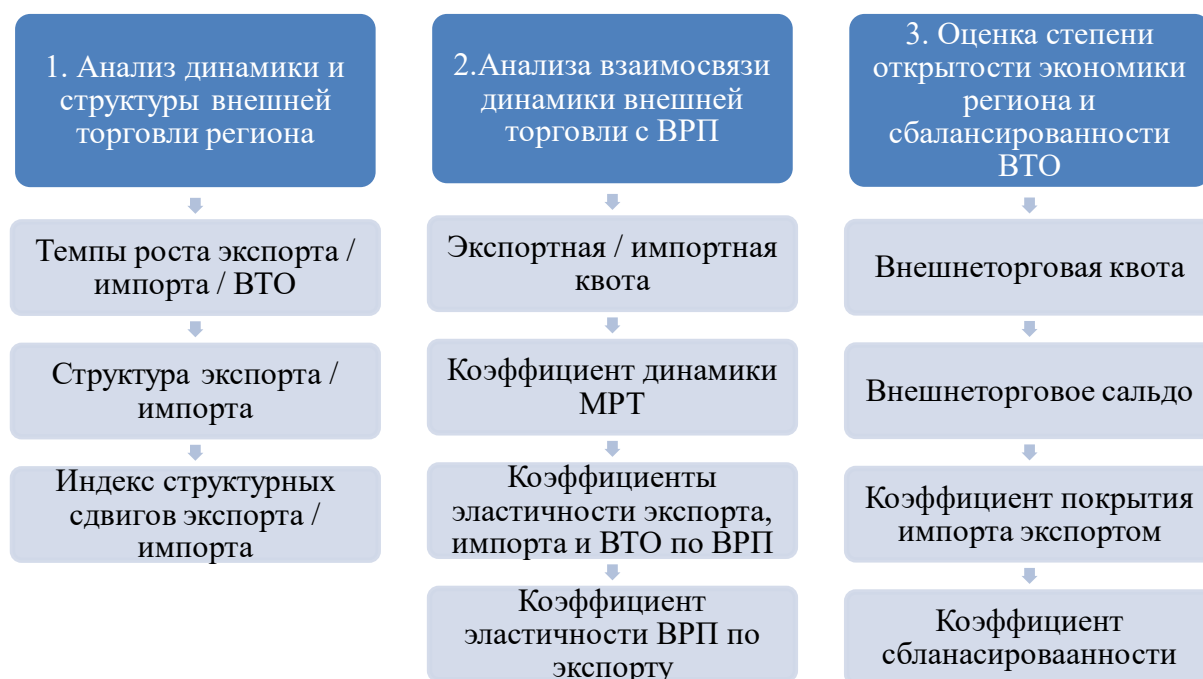 1. Анализ динамики и
структуры внешней
торговли региона
Темпы роста экспорта /
импорта / ВТО
Структура экспорта /
импорта
Индекс структурных
сдвигов экспорта /
импорта
2.Анализа взаимосвязи
динамики внешней
торговли с ВРП
Экспортная / импортная
квота
Коэффициент динамики
МРТ
Коэффициенты
эластичности экспорта,
импорта и ВТО по ВРП
Коэффициент
эластичности ВРП по
экспорту
3. Оценка степени
открытости экономики
региона и
сбалансированности
ВТО
Внешнеторговая квота
Внешнеторговое сальдо
Коэффициент покрытия
импорта экспортом
Коэффициент
сбланасироваанности